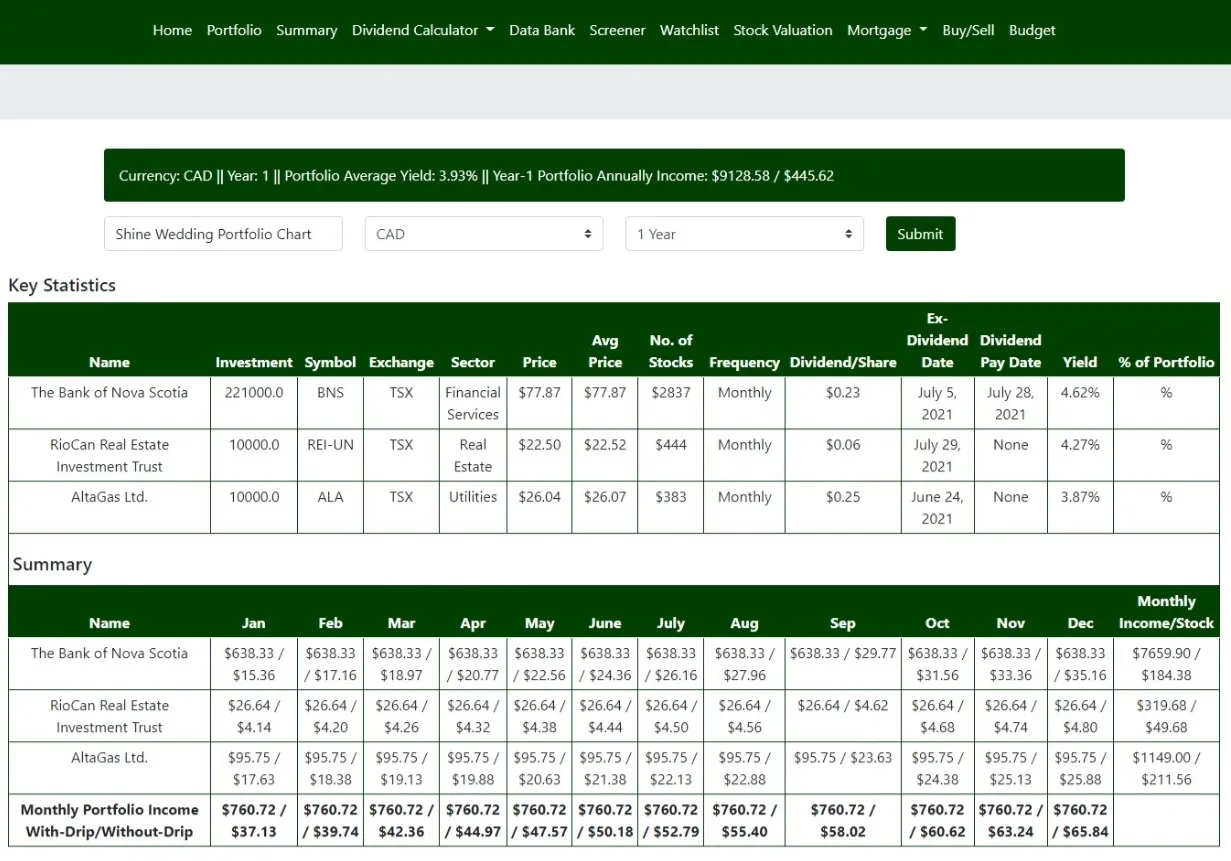 Home Portfolio Summary Dividend Calculator Data Bank Screener Watchlist Stock Valuation Mortgage Buy/Sell Budget
Currency: CAD || Year: 1 || Portfolio Average Yield: 3.93% || Year-1 Portfolio Annually Income: $9128.58 / $445.62
Shine Wedding Portfolio Chart CAD 1 Year Submit
Key Statistics
Ex-
Avg No. of Dividend Dividend
Name Investment Symbol Exchange Sector Price Price Stocks Frequency Dividend/Share Date Pay Date Yield % of Portfolio
The Bank of Nova Scotia 221000.0 BNS TSX Financial $77.87 $77.87 $2837 Monthly $0.23 July 5, July 28, 4.62% %
Services 2021 2021
RioCan Real Estate 10000.0 REI-UN TSX Real $22.50 $22.52 $444 Monthly $0.06 July 29, None 4.27% %
Investment Trust Estate 2021
AltaGas Ltd. 10000.0 ALA TSX Utilities $26.04 $26.07 $383 Monthly $0.25 June 24, None 3.87% %
2021
Summary
Monthly
Name Jan Feb Mar Apr May June July Aug Sep Oct Nov Dec Income/Stock
The Bank of Nova Scotia $638.33 / $638.33 $638.33 / $638.33 $638.33 $638.33 $638.33 $638.33 / $638.33 / $29.77 $638.33 / $638.33 / $638.33 $7659.90 /
$15.36 / $17.16 $18.97 / $20.77 / $22.56 / $24.36 / $26.16 $27.96 $31.56 $33.36 / $35.16 $184.38
RioCan Real Estate $26.64 / $26.64 / $26.64 / $26.64 / $26.64 / $26.64 / $26.64 / $26.64 / $26.64 / $4.62 $26.64 / $26.64 / $26.64 / $319.68 /
Investment Trust $4.14 $4.20 $4.26 $4.32 $4.38 $4.44 $4.50 $4.56 $4.68 $4.74 $4.80 $49.68
AltaGas Ltd. $95.75 / $95.75 / $95.75 / $95.75 / $95.75 / $95.75 / $95.75 / $95.75 / $95.75 / $23.63 $95.75 / $95.75 / $95.75 / $1149.00 /
$17.63 $18.38 $19.13 $19.88 $20.63 $21.38 $22.13 $22.88 $24.38 $25.13 $25.88 $211.56
Monthly Portfolio Income $760.72 / $760.72 $760.72 / $760.72 $760.72 $760.72 $760.72 $760.72 / $760.72 / $760.72 $760.72 / $760.72
With-Drip/Without-Drip $37.13 / $39.74 $42.36 / $44.97 / $47.57 / $50.18 / $52.79 $55.40 $58.02 / $60.62 $63.24 / $65.84